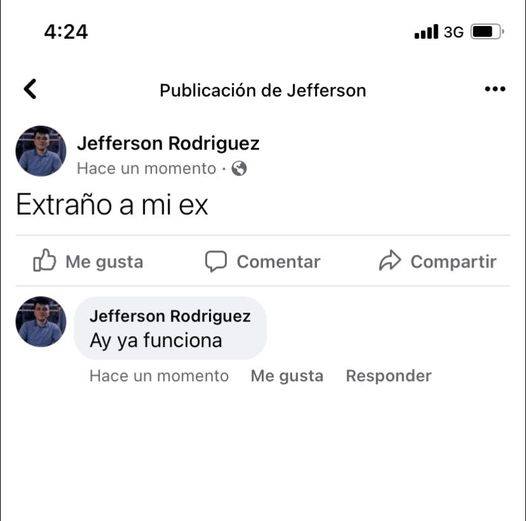 4:24
3G
Publicación de Jefferson
Jefferson Rodriguez
Hace un momento ·
Extraño a mi ex
Me gusta Comentar Compartir
Jefferson Rodriguez
Ay ya funciona
Hace un momento Me gusta Responder